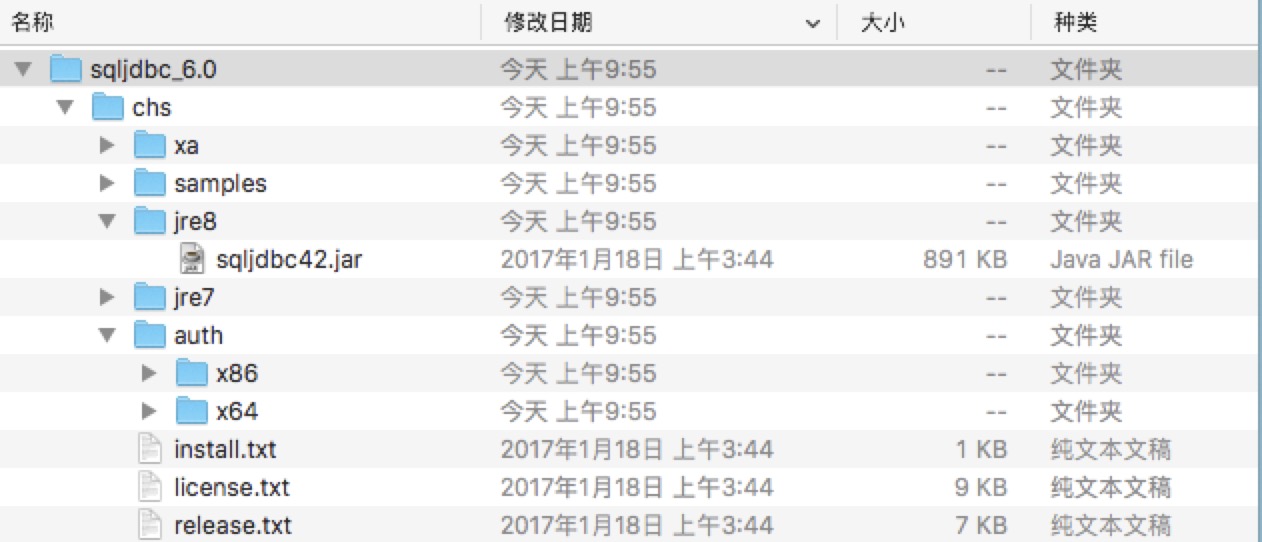 名称 修改日期 大小 种类
sqljdbc_6.0 今天 上午9:55 -- 文件夹
chs 今天 上午9:55 -- 文件夹
xa 今天 上午9:55 -- 文件夹
samples 今天 上午9:55 -- 文件夹
jre8 今天 上午9:55 -- 文件夹
sqljdbc42.jar 2017年1月18日 上午3:44 891 KB Java JAR file
jre7 今天 上午9:55 -- 文件夹
auth 今天 上午9:55 -- 文件夹
x86 今天 上午9:55 -- 文件夹
x64 今天 上午9:55 -- 文件夹
install.txt 2017年1月18日 上午3:44 1 KB 纯文本文稿
license.txt 2017年1月18日 上午3:44 9 KB 纯文本文稿
release.txt 2017年1月18日 上午3:44 7 KB 纯文本文稿